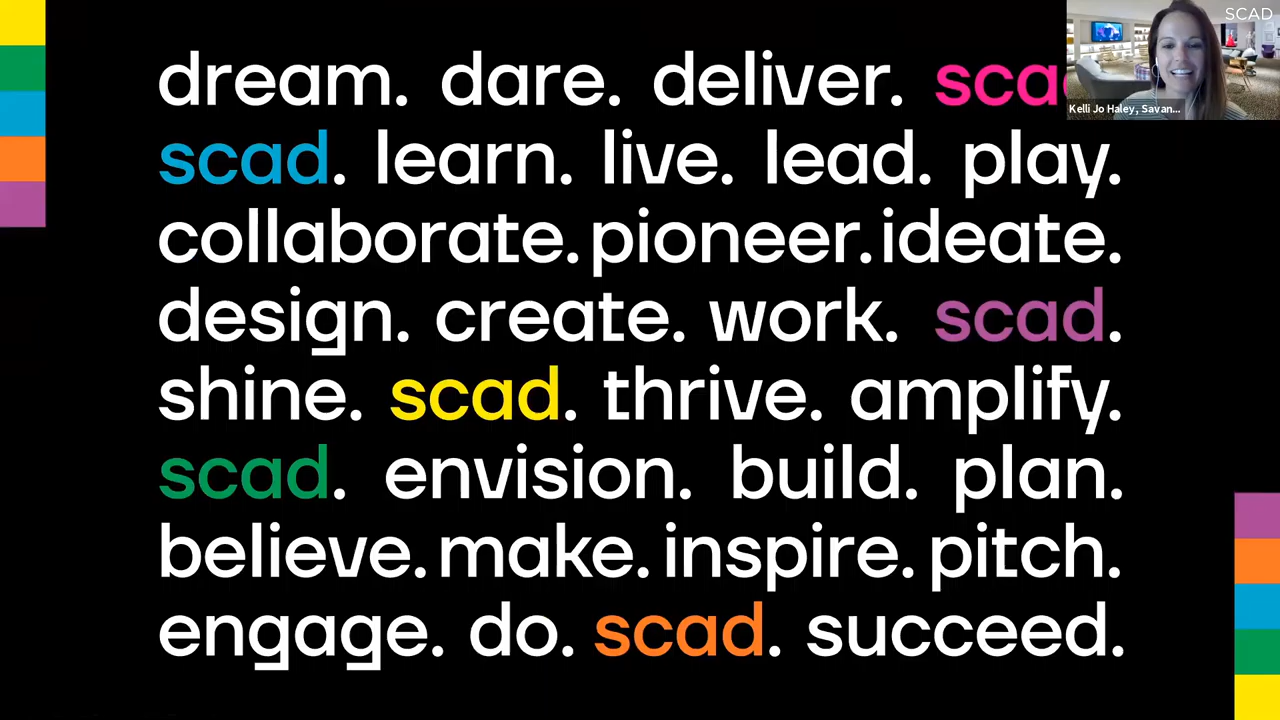 dream. dare. deliver.
scad. learn. live. lead. play.
collaborate. pioneer. ideate.
design. create. work. scad.
shine. scad. thrive. amplify.
scad. envision. build. plan.
believe. make. inspire. pitch.
engage. do. scad. succeed.
SCAD
Kelli Jo Haley, Savan...